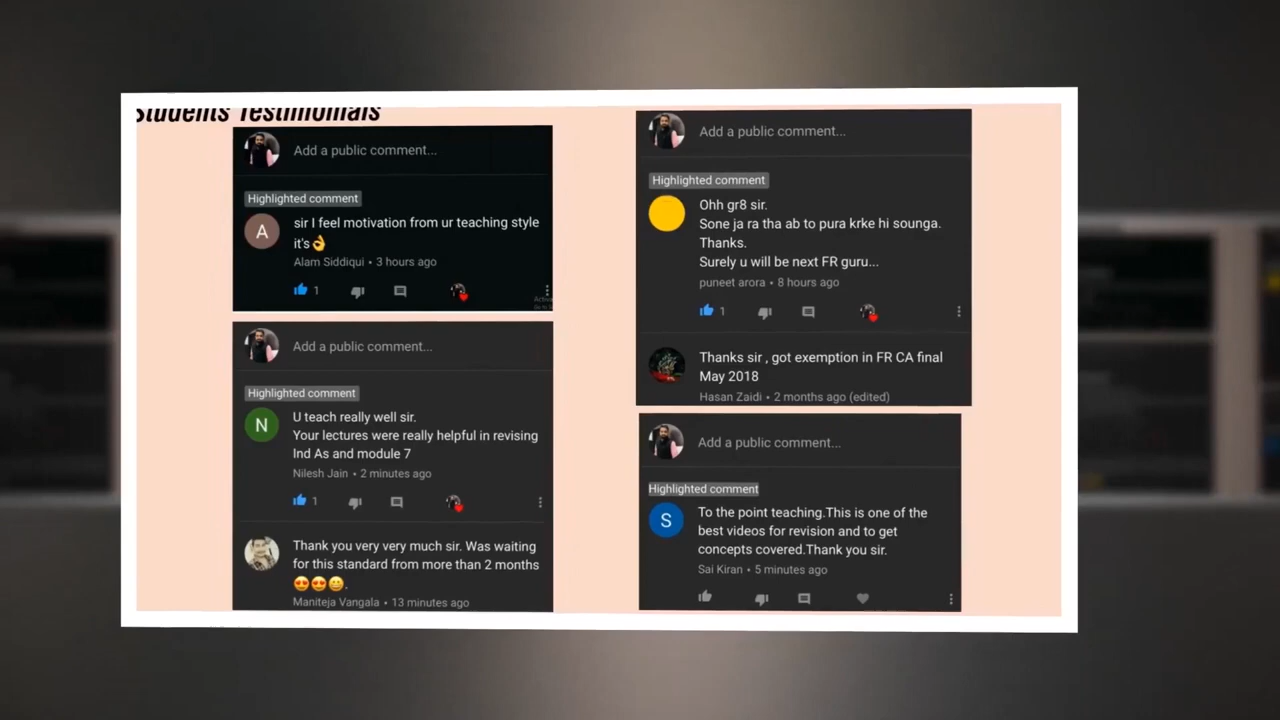 Students Testimonials
Add a public comment...
Highlighted comment
A
sir I feel motivation from ur teaching style
it's👌
Alam Siddiqui • 3 hours ago
1
Add a public comment...
Highlighted comment
N
U teach really well sir.
Your lectures were really helpful in revising
Ind As and module 7
Nilesh Jain • 2 minutes ago
1
Thank you very very much sir. Was waiting
for this standard from more than 2 months
😍😍😊.
Maniteja Vangala • 13 minutes ago
Add a public comment...
Highlighted comment
Ohh gr8 sir.
Sone ja ra tha ab to pura krke hi sounga.
Thanks.
Surely u will be next FR guru...
puneet arora • 8 hours ago
1
Thanks sir , got exemption in FR CA final
May 2018
Hasan Zaidi • 2 months ago (edited)
Add a public comment...
Highlighted comment
S
To the point teaching.This is one of the
best videos for revision and to get
concepts covered.Thank you sir.
Sai Kiran • 5 minutes ago